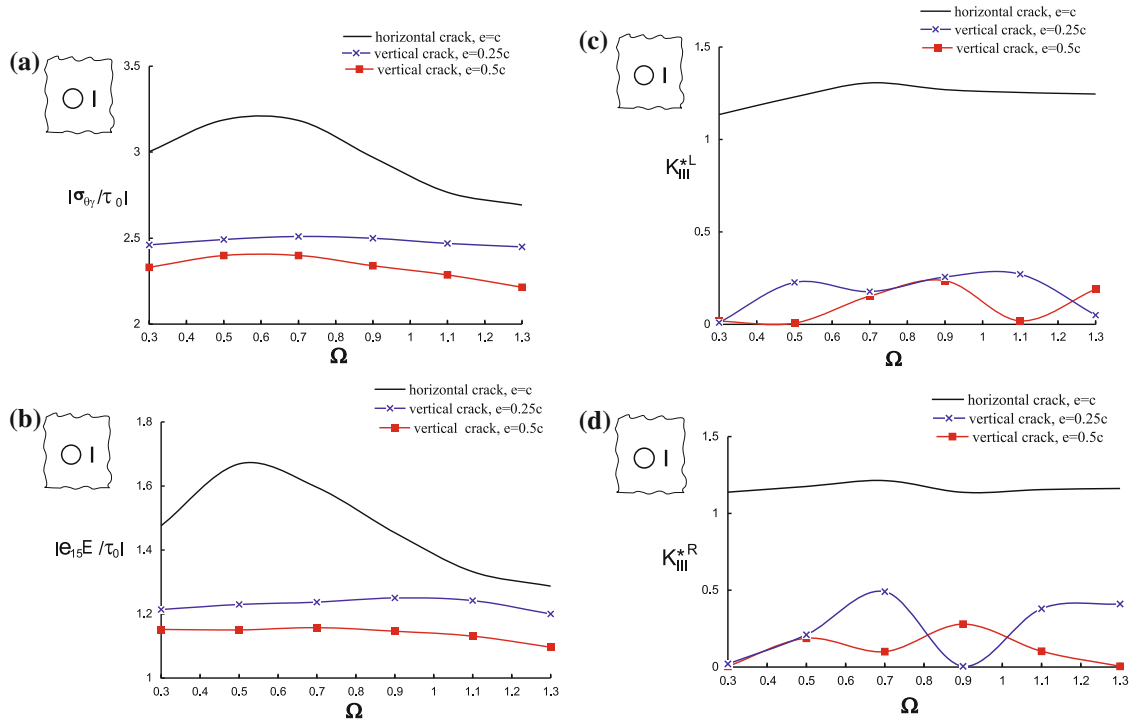 (a)
horizontal crack, e=c
vertical crack, e=0.25c
vertical crack, e=0.5c
3.5
3
2.5
2
|σθγ/τ0|
0.3 0.4 0.5 0.6 0.7 0.8 0.9 1 1.1 1.2 1.3
Ω
(b)
horizontal crack, e=c
vertical crack, e=0.25c
vertical crack, e=0.5c
1.8
1.6
1.4
1.2
1
|e15E/τ0|
0.3 0.4 0.5 0.6 0.7 0.8 0.9 1 1.1 1.2 1.3
Ω
(c)
horizontal crack, e=c
vertical crack, e=0.25c
vertical crack, e=0.5c
1.5
1
0.5
0
K*L III
0.3 0.4 0.5 0.6 0.7 0.8 0.9 1 1.1 1.2 1.3
Ω
(d)
horizontal crack, e=c
vertical crack, e=0.25c
vertical crack, e=0.5c
1.5
1
0.5
0
K*R III
0.3 0.4 0.5 0.6 0.7 0.8 0.9 1 1.1 1.2 1.3
Ω